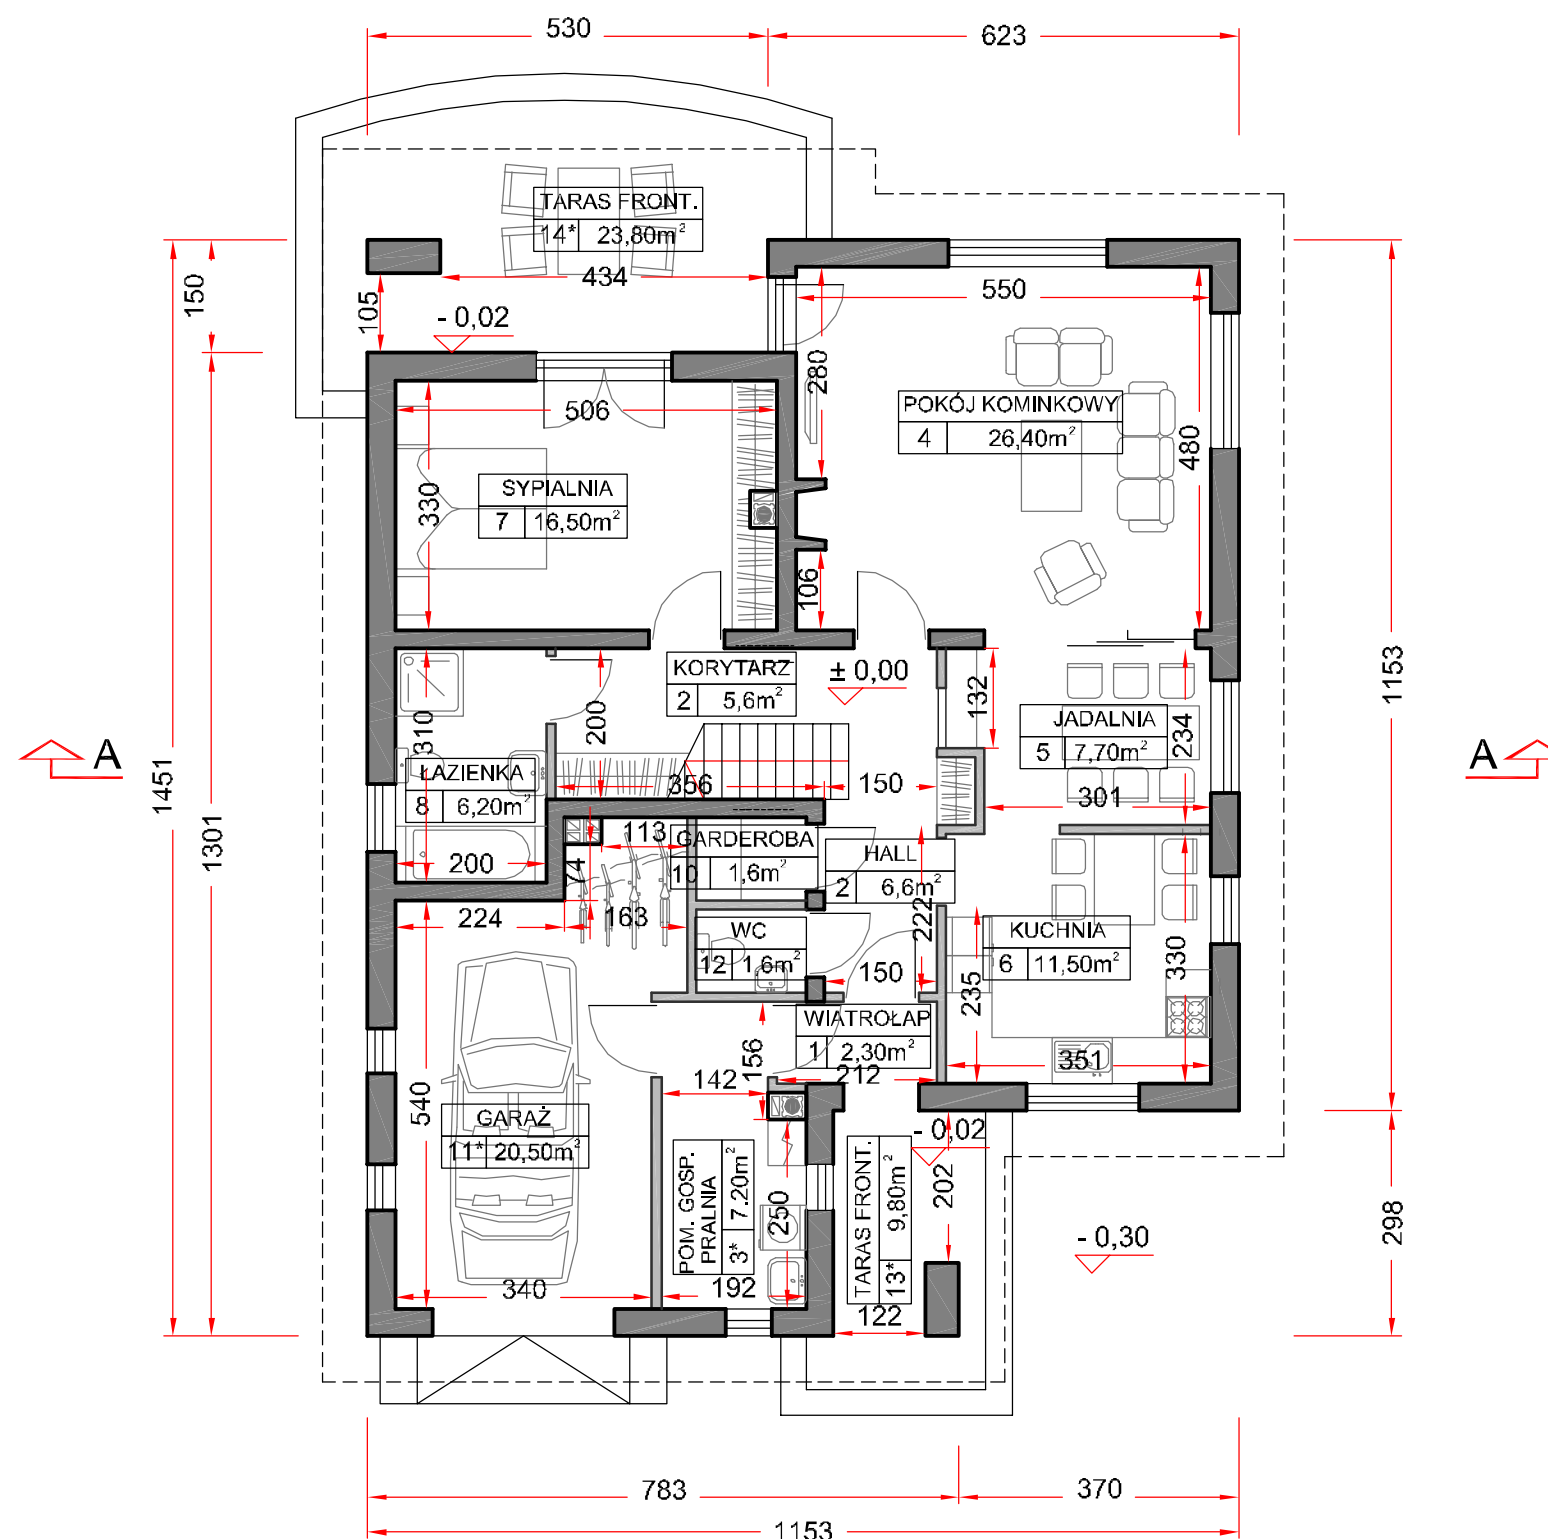 530
623
TARAS FRONT.
14* 23,80m²
434
150
105
- 0,02
550
280
506
POKÓJ KOMINKOWY
4 26,40m²
480
SYPIALNIA
7 16,50m²
330
106
1153
KORYTARZ
2 5,6m²
± 0,00
132
200
310
JADALNIA
5 7,70m²
234
A
A
1451
1301
ŁAZIENKA
8 6,20m²
356
150
301
113
GARDEROBA
10 1,6m²
HALL
2 6,6m²
200
74
224
163
222
WC
12 1,6m²
150
KUCHNIA
6 11,50m²
330
235
WIATROŁAP
1 2,30m²
156
142
212
351
540
GARAŻ
11* 20,50m²
- 0,02
POM. GOSP.
PRALNIA
3* 7.20m²
250
TARAS FRONT.
13* 9,80m²
202
298
- 0,30
340
192
122
783
370
1153